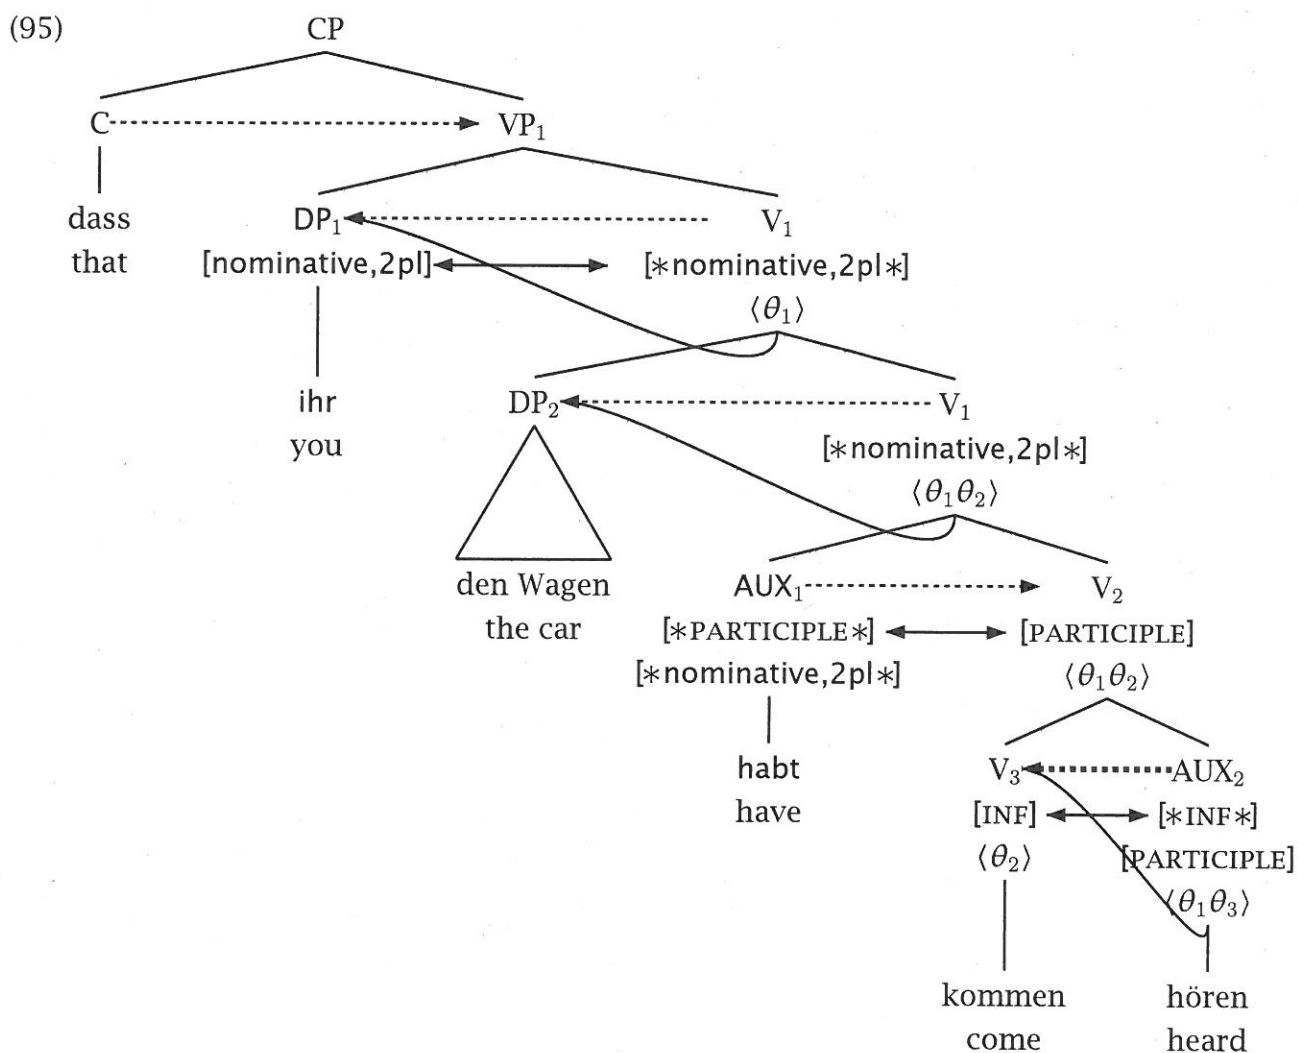 (95)
CP
C VP₁
dass
that
DP₁ V₁
[nominative,2pl] [∗nominative,2pl∗]
⟨θ₁⟩
ihr
you
DP₂ V₁
[∗nominative,2pl∗]
⟨θ₁θ₂⟩
den Wagen
the car
AUX₁ V₂
[∗PARTICIPLE∗] [PARTICIPLE]
[∗nominative,2pl∗] ⟨θ₁θ₂⟩
habt
have
V₃ AUX₂
[INF] [∗INF∗]
⟨θ₂⟩ [PARTICIPLE]
⟨θ₁θ₃⟩
kommen hören
come heard